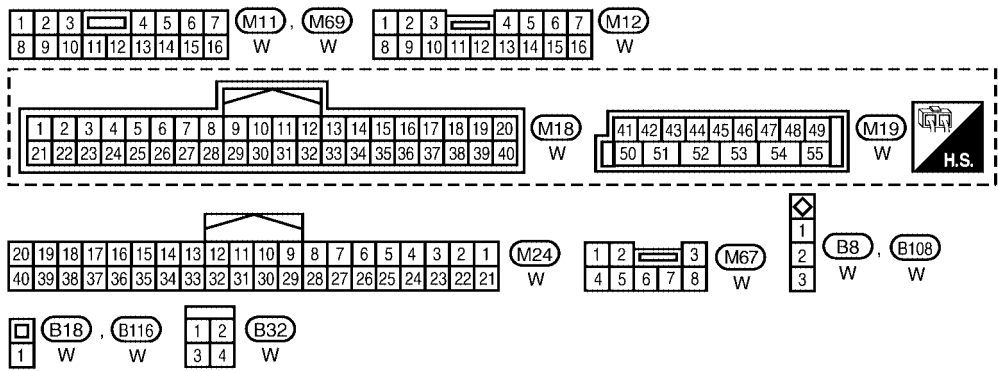 1 2 3 4 5 6 7 M11 , M69 1 2 3 4 5 6 7 M12
8 9 10 11 12 13 14 15 16 W W 8 9 10 11 12 13 14 15 16 W
1 2 3 4 5 6 7 8 9 10 11 12 13 14 15 16 17 18 19 20 M18 41 42 43 44 45 46 47 48 49 M19
21 22 23 24 25 26 27 28 29 30 31 32 33 34 35 36 37 38 39 40 W 50 51 52 53 54 55 W H.S.
20 19 18 17 16 15 14 13 12 11 10 9 8 7 6 5 4 3 2 1 M24 1 2 3 M67 1 B8 , B108
40 39 38 37 36 35 34 33 32 31 30 29 28 27 26 25 24 23 22 21 W 4 5 6 7 8 W 2 W W
3
B18 , B116 1 2 B32
1 W W 3 4 W